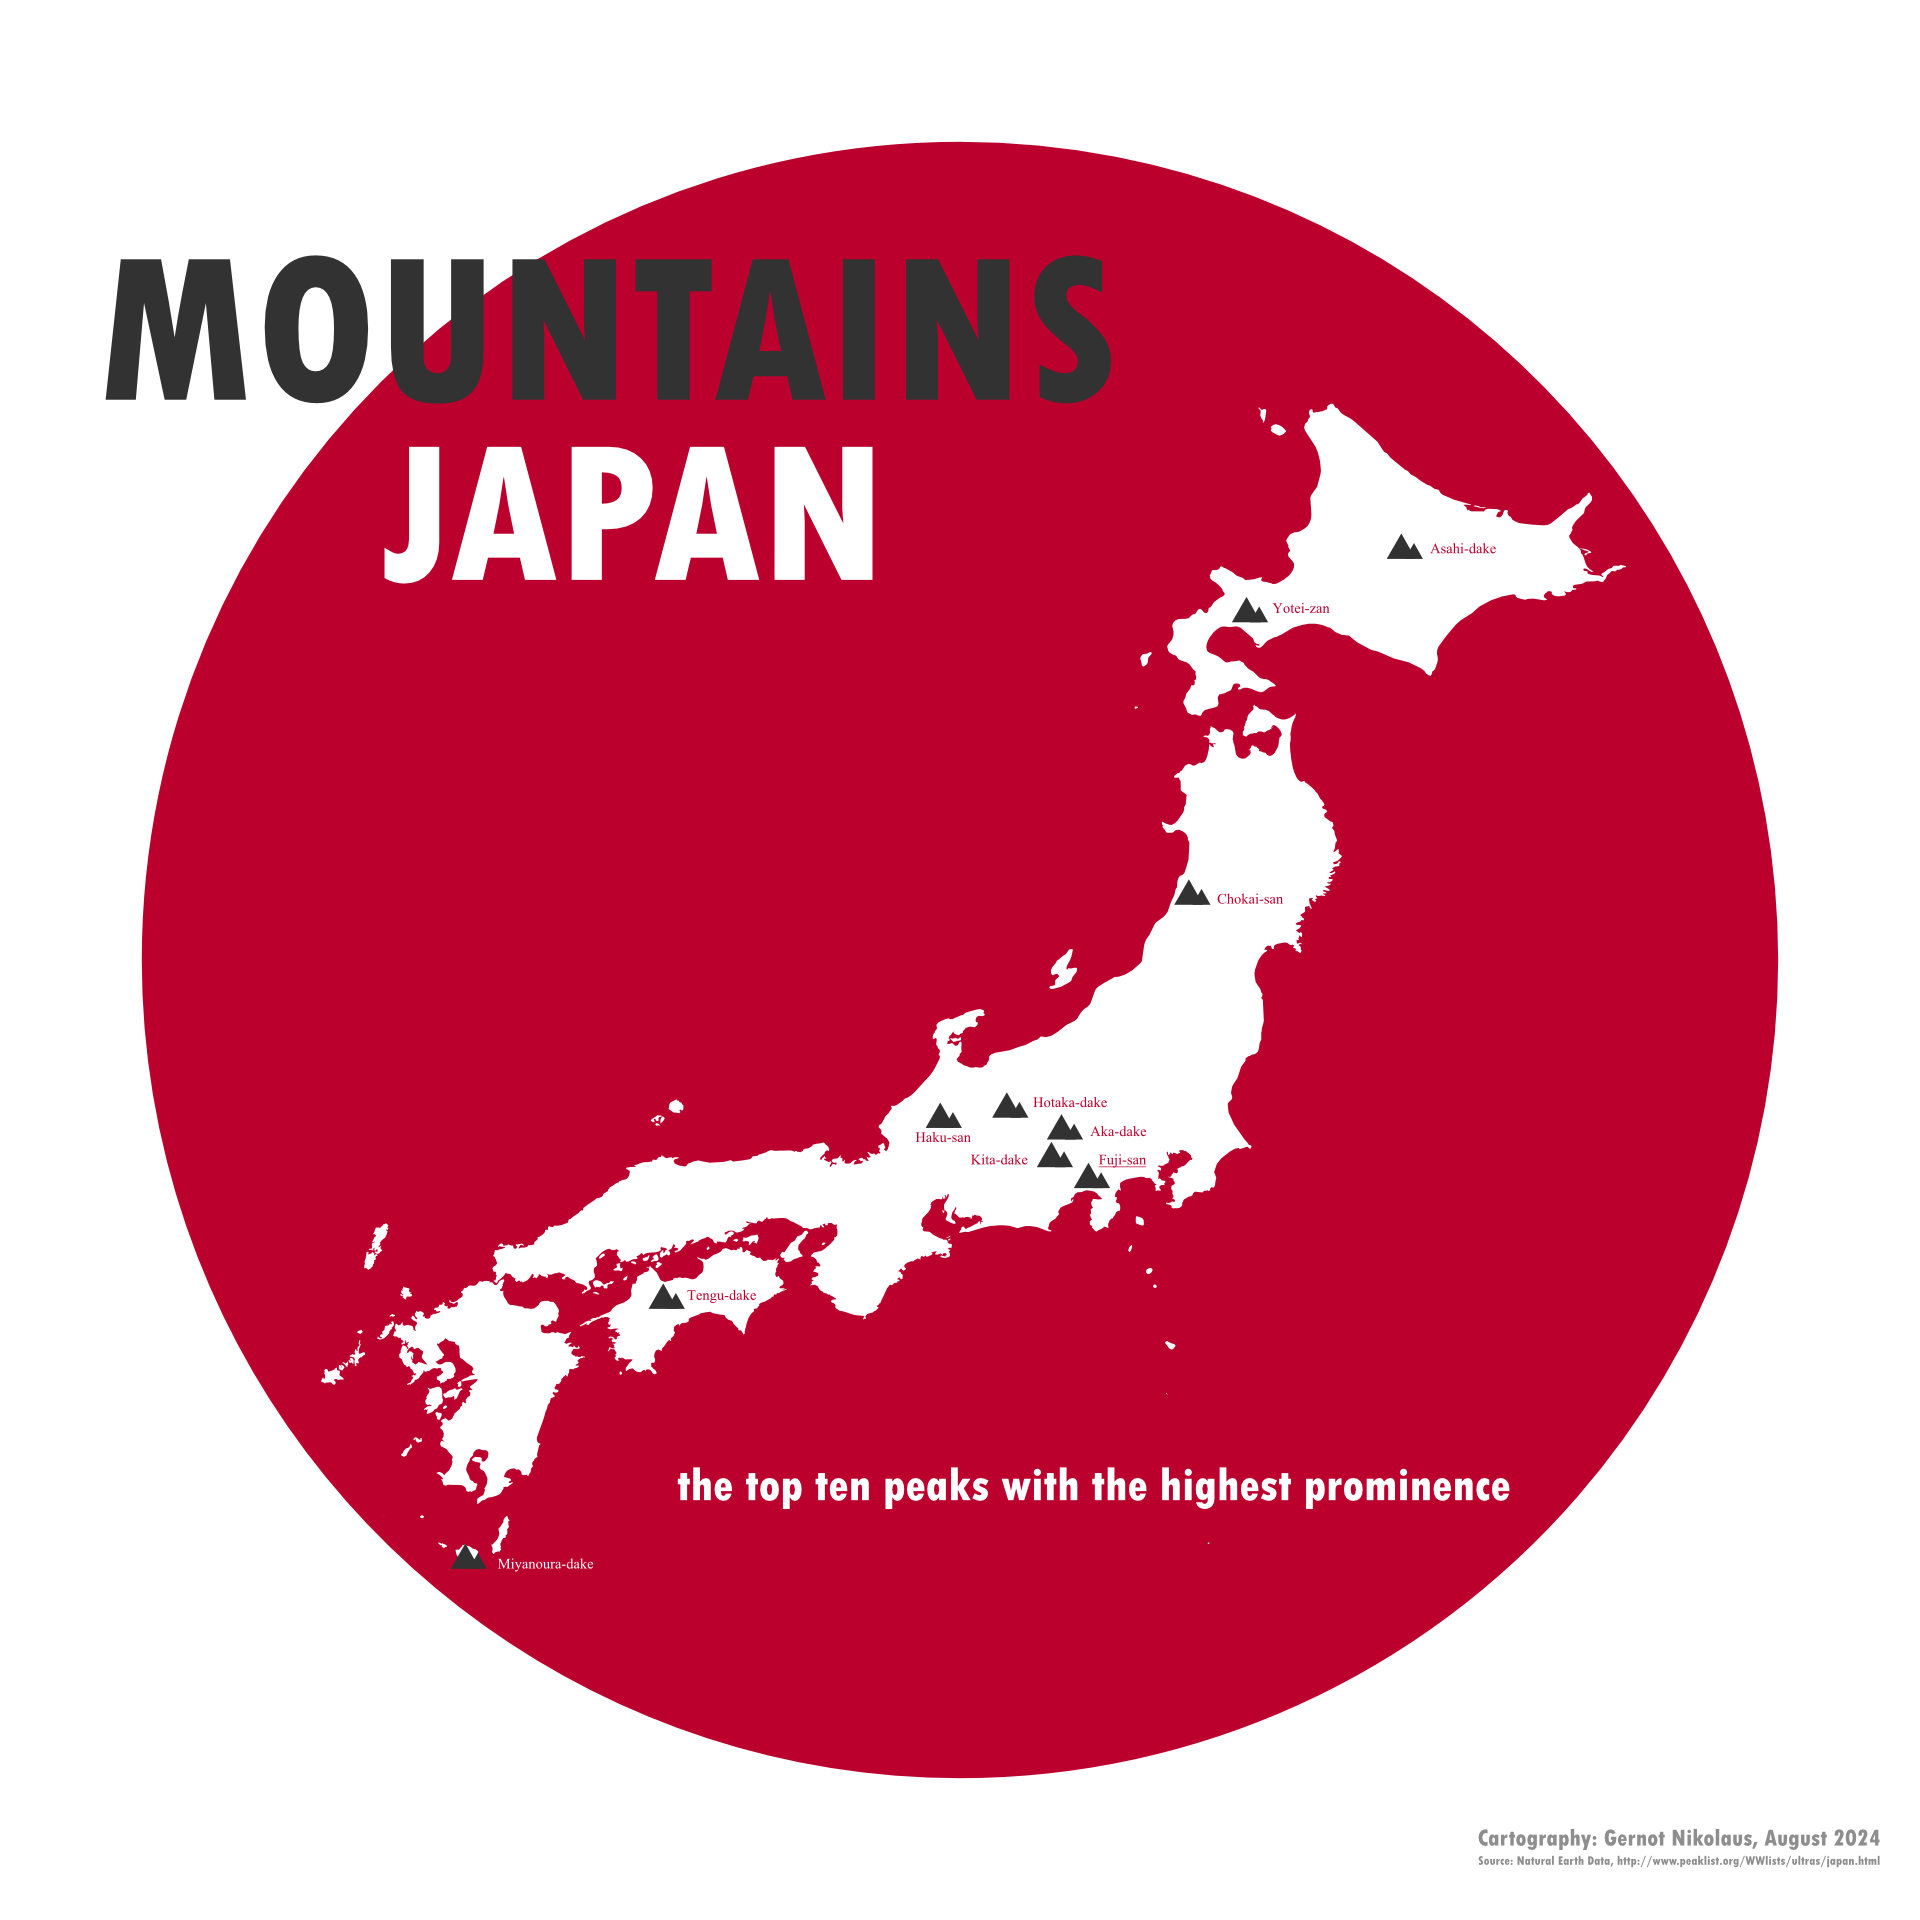 MOUNTAINS
JAPAN
Asahi-dake
Yotei-zan
Chokai-san
Hotaka-dake
Haku-san
Aka-dake
Kita-dake
Fuji-san
Tengu-dake
the top ten peaks with the highest prominence
Miyanoura-dake
Cartography: Gernot Nikolaus, August 2024
Source: Natural Earth Data, http://www.peaklist.org/WWlists/ultras/japan.html